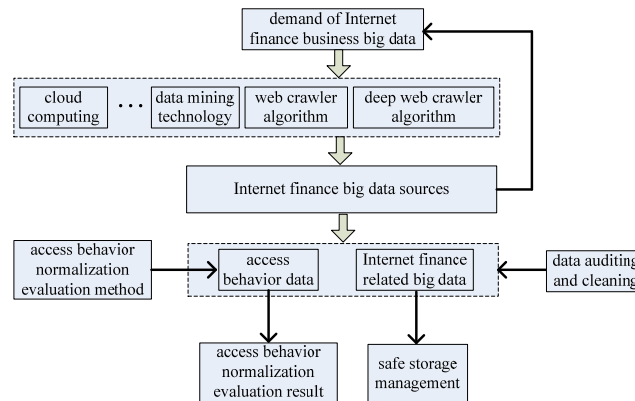 demand of Internet
finance business big data
cloud
computing
...
data mining
technology
web crawler
algorithm
deep web crawler
algorithm
Internet finance big data sources
access behavior
normalization
evaluation method
access
behavior data
Internet finance
related big data
data auditing
and cleaning
access behavior
normalization
evaluation result
safe storage
management